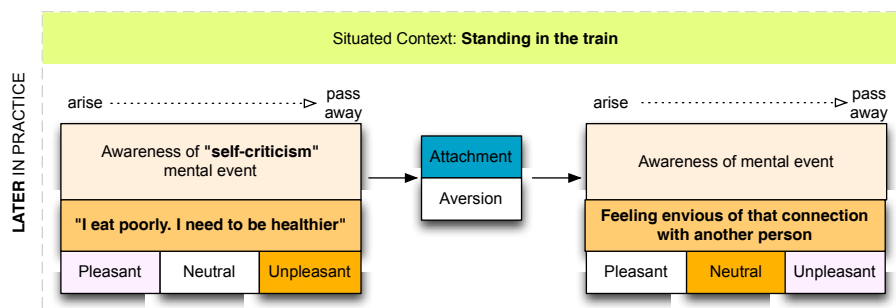 Situated Context: Standing in the train
LATER IN PRACTICE
arise
pass
away
Awareness of "self-criticism"
mental event
"I eat poorly. I need to be healthier"
Pleasant
Neutral
Unpleasant
Attachment
Aversion
arise
pass
away
Awareness of mental event
Feeling envious of that connection
with another person
Pleasant
Neutral
Unpleasant